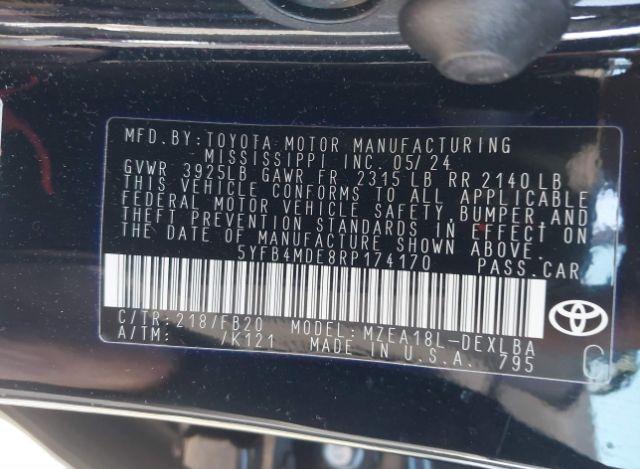 MFD. BY: TOYOTA MOTOR MANUFACTURING
MISSISSIPPI INC. 05/24
GVWR 3925LB GAWR FR 2315 LB RR 2140 LB
THIS VEHICLE CONFORMS TO ALL APPLICABLE
FEDERAL MOTOR VEHICLE SAFETY, BUMPER, AND
THEFT PREVENTION STANDARDS IN EFFECT ON
THE DATE OF MANUFACTURE SHOWN ABOVE.
5YFB4MDE8RP174170 PASS.CAR
C/TR: 218/FB20 MODEL: MZEA18L-DEXLBA
A/TM: /K121 MADE IN U.S.A. 795